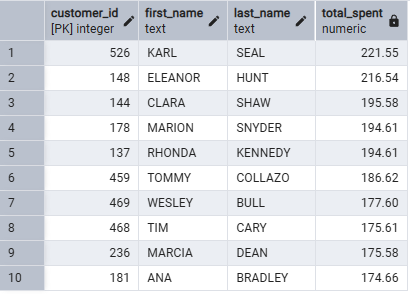 customer_id first_name last_name total_spent
[PK] integer text text numeric
1 526 KARL SEAL 221.55
2 148 ELEANOR HUNT 216.54
3 144 CLARA SHAW 195.58
4 178 MARION SNYDER 194.61
5 137 RHONDA KENNEDY 194.61
6 459 TOMMY COLLAZO 186.62
7 469 WESLEY BULL 177.60
8 468 TIM CARY 175.61
9 236 MARCIA DEAN 175.58
10 181 ANA BRADLEY 174.66